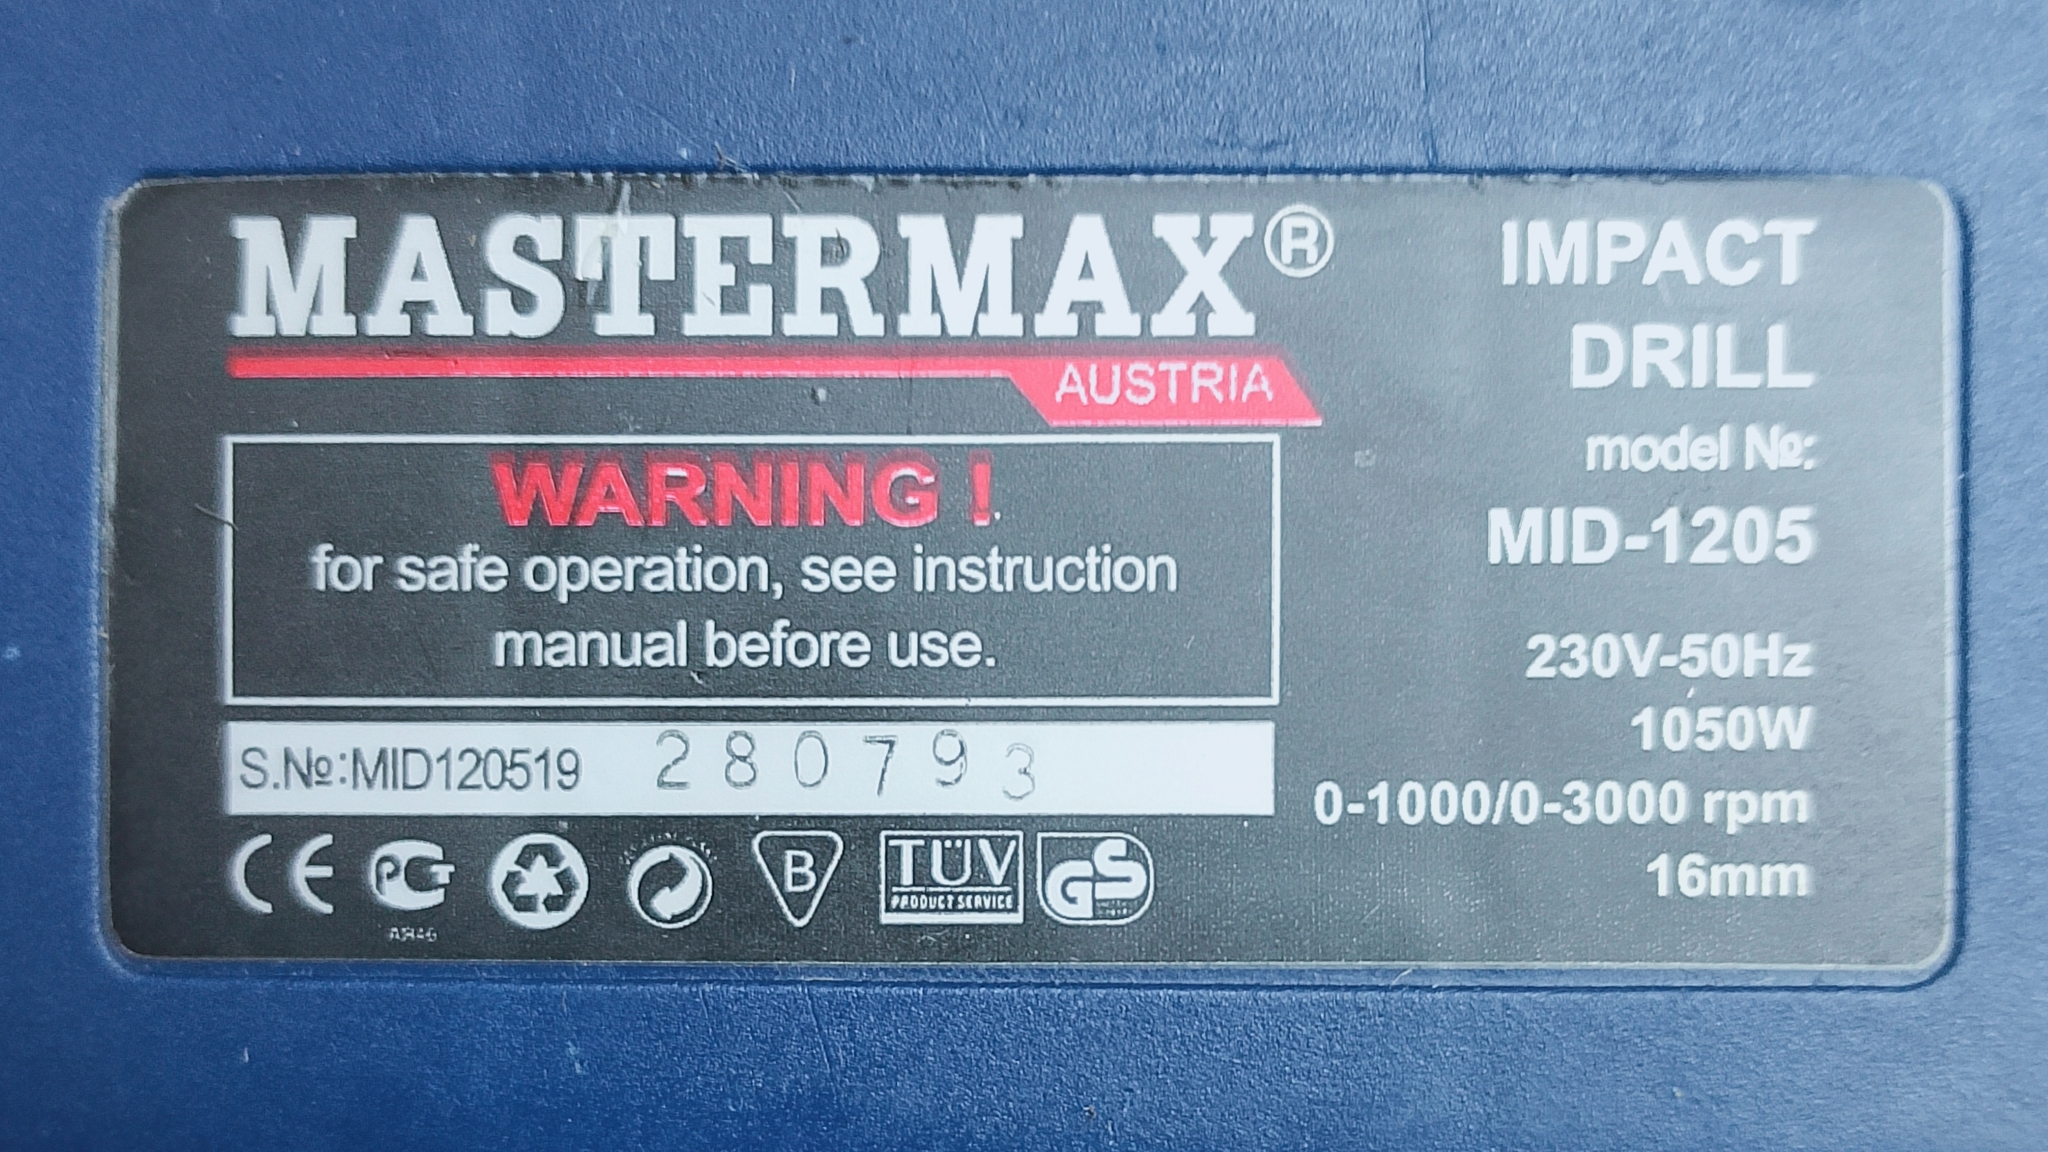 MASTERMAX®
AUSTRIA
WARNING !
for safe operation, see instruction
manual before use.
S.№:MID120519 280793
CE PC B TÜV GS
PRODUCT SERVICE
IMPACT
DRILL
model №:
MID-1205
230V-50Hz
1050W
0-1000/0-3000 rpm
16mm